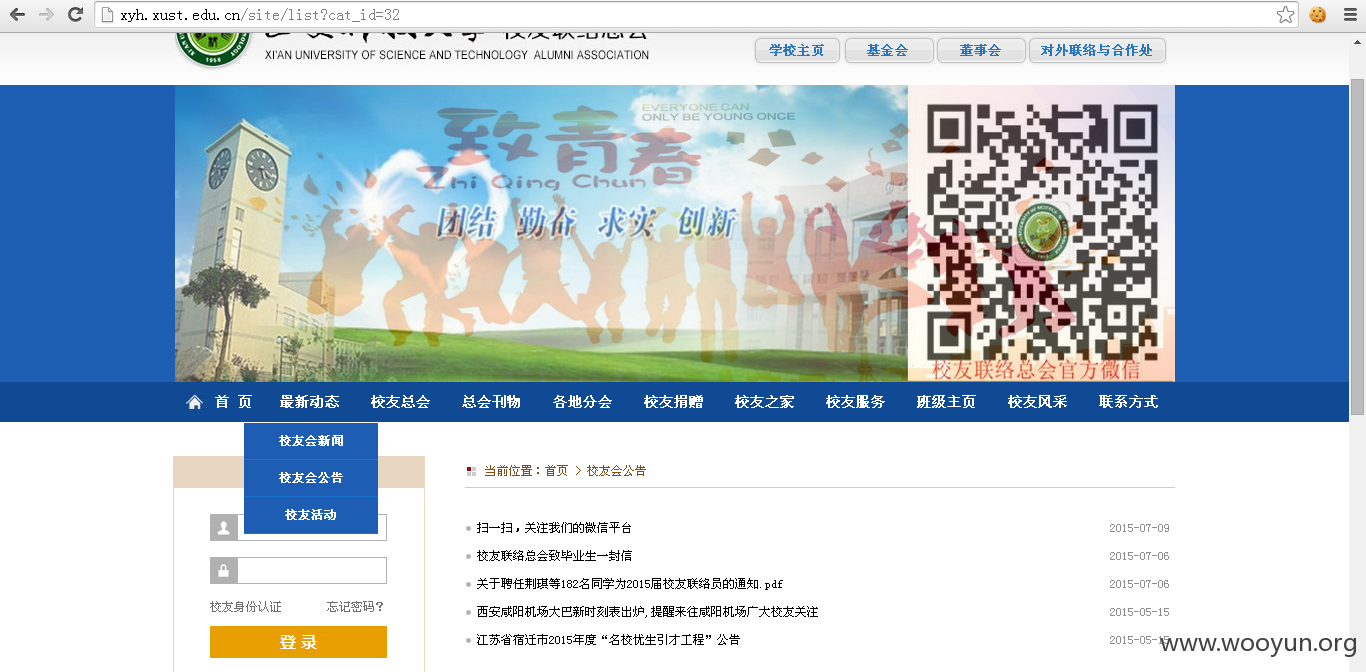 xyh.xust.edu.cn/site/list?cat_id=32
校友联络总会
XI'AN UNIVERSITY OF SCIENCE AND TECHNOLOGY ALUMNI ASSOCIATION
1958
学校主页 基金会 董事会 对外联络与合作处
EVERYONE CAN
ONLY BE YOUNG ONCE
致青春
Zhi Qing Chun
团结 勤奋 求实 创新
校友联络总会官方微信
首 页 最新动态 校友总会 总会刊物 各地分会 校友捐赠 校友之家 校友服务 班级主页 校友风采 联系方式
校友会新闻
校友会公告
校友活动
校友身份认证 忘记密码?
登 录
当前位置：首页 > 校友会公告
扫一扫，关注我们的微信平台 2015-07-09
校友联络总会致毕业生一封信 2015-07-06
关于聘任荆琪等182名同学为2015届校友联络员的通知.pdf 2015-07-06
西安咸阳机场大巴新时刻表出炉,提醒来往咸阳机场广大校友关注 2015-05-15
江苏省宿迁市2015年度“名校优生引才工程”公告 2015-05-15
www.wooyun.org